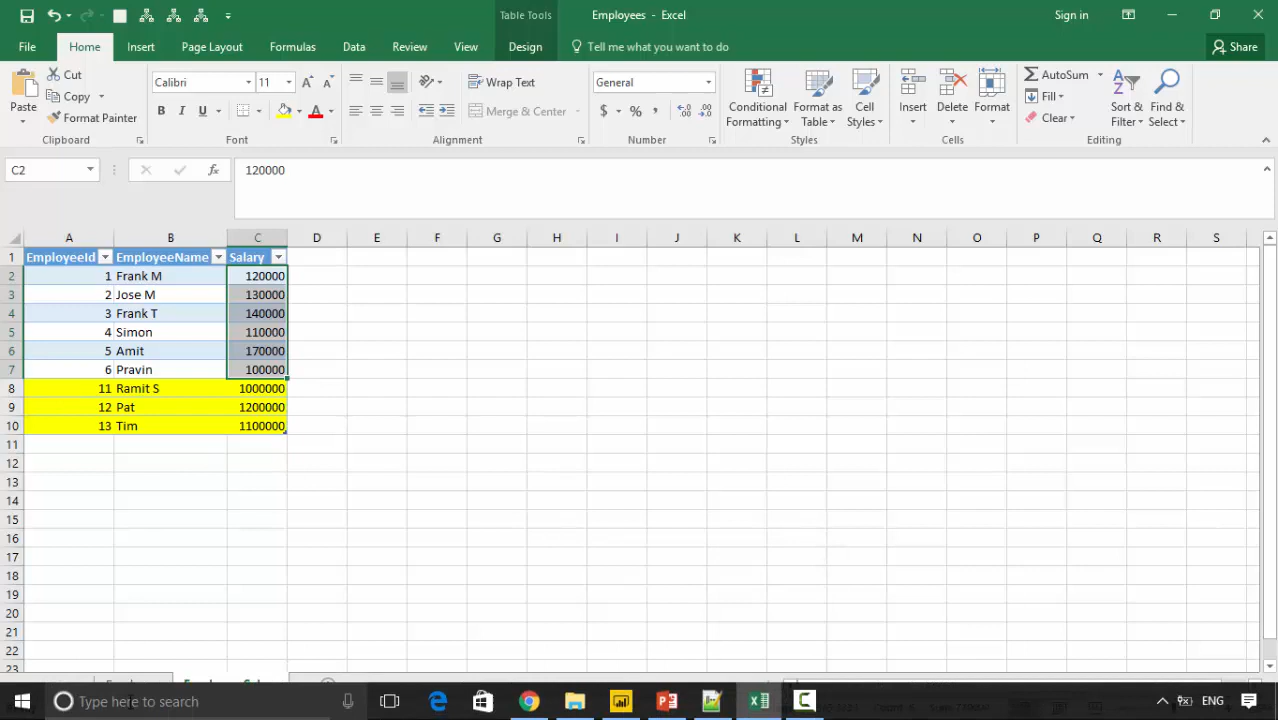 Table Tools
Employees - Excel
Sign in
File
Home
Insert
Page Layout
Formulas
Data
Review
View
Design
Tell me what you want to do
Share
Paste
Cut
Copy
Format Painter
Clipboard
Calibri
11
B I U
Font
Wrap Text
Merge & Center
Alignment
General
$ % ,
Number
Conditional Formatting
Format as Table
Cell Styles
Styles
Insert
Delete
Format
Cells
AutoSum
Fill
Clear
Sort & Filter
Find & Select
Editing
C2
fx
120000
A B C D E F G H I J K L M N O P Q R S
1 EmployeeId EmployeeName Salary
2 1 Frank M 120000
3 2 Jose M 130000
4 3 Frank T 140000
5 4 Simon 110000
6 5 Amit 170000
7 6 Pravin 100000
8 11 Ramit S 1000000
9 12 Pat 1200000
10 13 Tim 1100000
11
12
13
14
15
16
17
18
19
20
21
22
23
Type here to search
ENG